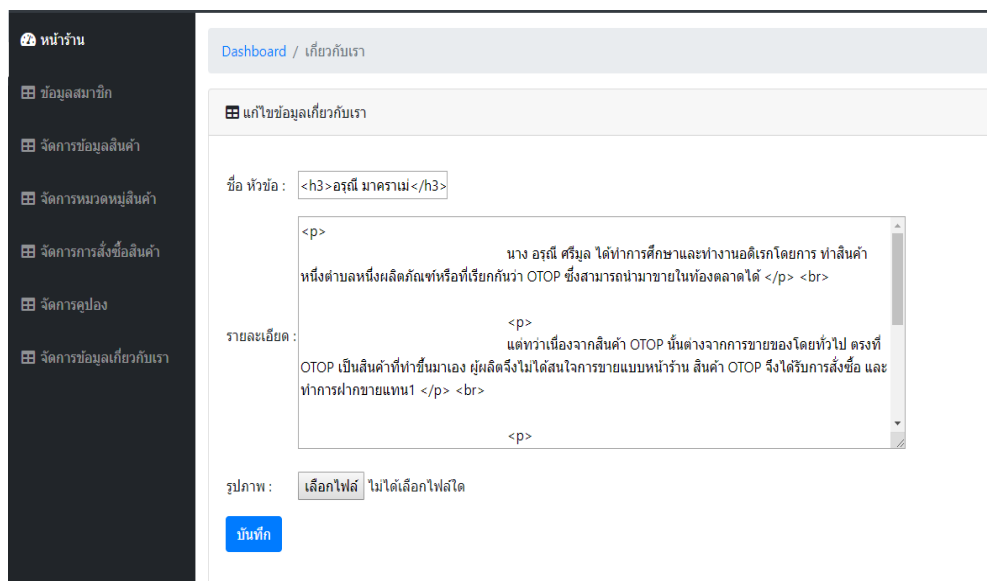 หน้าร้าน
ข้อมูลสมาชิก
จัดการข้อมูลสินค้า
จัดการหมวดหมู่สินค้า
จัดการการสั่งซื้อสินค้า
จัดการคูปอง
จัดการข้อมูลเกี่ยวกับเรา
Dashboard / เกี่ยวกับเรา
แก้ไขข้อมูลเกี่ยวกับเรา
ชื่อ หัวข้อ : <h3>อรุณี มาคราเม่</h3>
รายละเอียด :
<p>
นาง อรุณี ศรีมูล ได้ทำการศึกษาและทำงานอดิเรกโดยการ ทำสินค้า
หนึ่งตำบลหนึ่งผลิตภัณฑ์หรือที่เรียกกันว่า OTOP ซึ่งสามารถนำมาขายในท้องตลาดได้ </p> <br>
<p>
แต่ทว่าเนื่องจากสินค้า OTOP นั้นต่างจากการขายของโดยทั่วไป ตรงที่
OTOP เป็นสินค้าที่ทำขึ้นมาเอง ผู้ผลิตจึงไม่ได้สนใจการขายแบบหน้าร้าน สินค้า OTOP จึงได้รับการสั่งซื้อ และ
ทำการฝากขายแทน1 </p> <br>
<p>
รูปภาพ : เลือกไฟล์ ไม่ได้เลือกไฟล์ใด
บันทึก